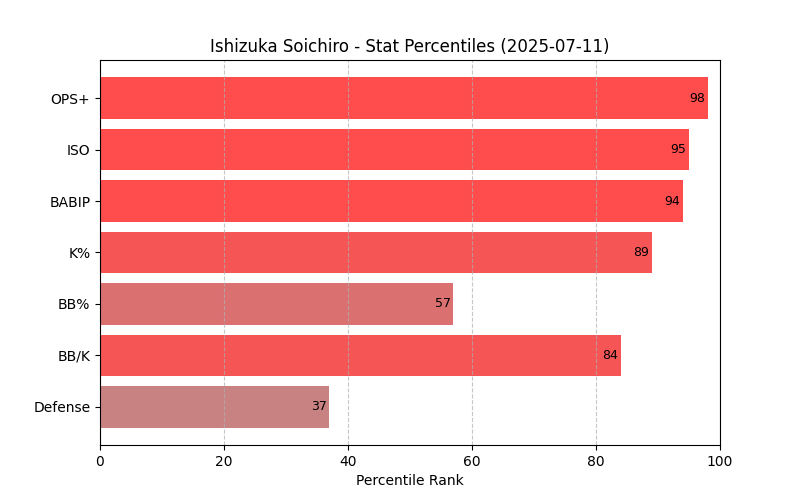 Ishizuka Soichiro - Stat Percentiles (2025-07-11)
OPS+ 98
ISO 95
BABIP 94
K% 89
BB% 57
BB/K 84
Defense 37
0 20 40 60 80 100
Percentile Rank